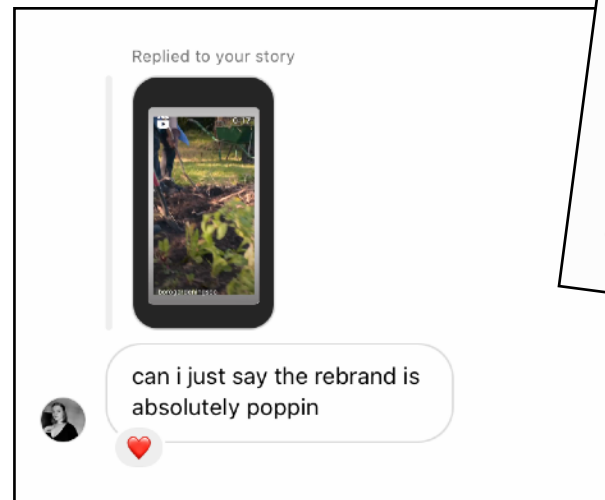 Replied to your story
can i just say the rebrand is
absolutely poppin